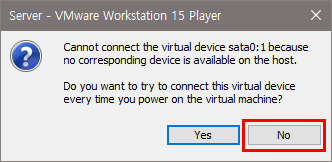 Server - VMware Workstation 15 Player
Cannot connect the virtual device sata0:1 because
no corresponding device is available on the host.
Do you want to try to connect this virtual device
every time you power on the virtual machine?
Yes
No